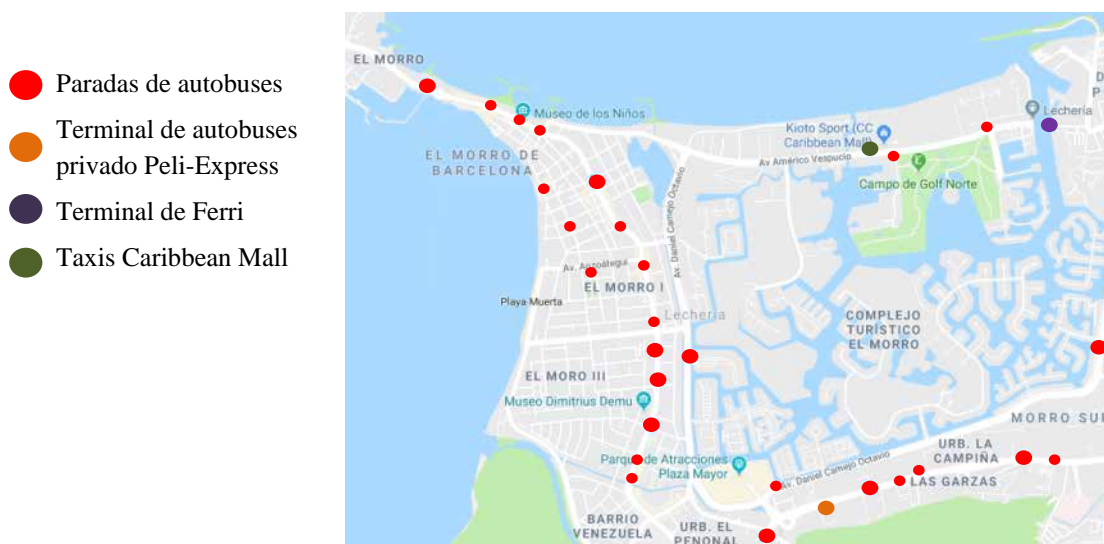 Paradas de autobuses
Terminal de autobuses
privado Peli-Express
Terminal de Ferri
Taxis Caribbean Mall
EL MORRO
Museo de los Niños
EL MORRO DE
BARCELONA
Kioto Sport (CC
Caribbean Mall)
Lechería
D
P
Av Américo Vespucio
Campo de Golf Norte
Av. Daniel Camejo Octavio
Av. Anzoátegui
EL MORRO I
Playa Muerta
Lechería
COMPLEJO
TURÍSTICO
EL MORRO
EL MORO III
Museo Dimitrius Demu
MORRO SU
Parque de Atracciones
Plaza Mayor
Av. Daniel Camejo Octavio
URB. LA
CAMPIÑA
LAS GARZAS
BARRIO
VENEZUELA
URB. EL
PEÑONAL